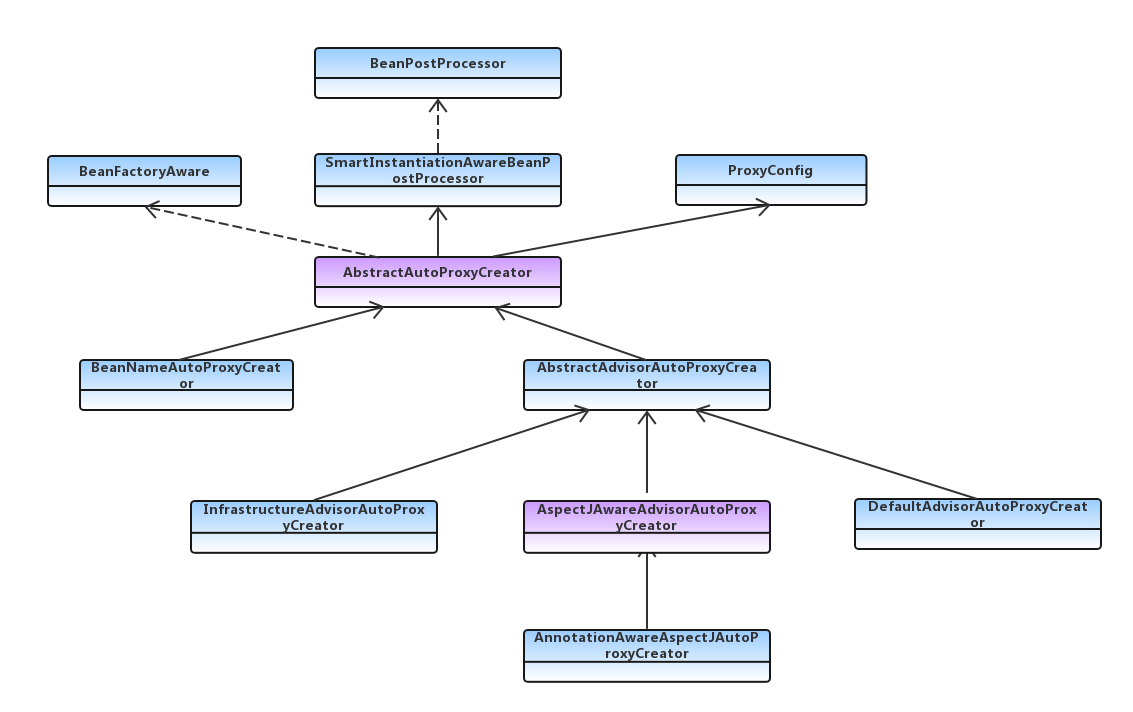 BeanPostProcessor
BeanFactoryAware
SmartInstantiationAwareBeanP
ostProcessor
ProxyConfig
AbstractAutoProxyCreator
BeanNameAutoProxyCreat
or
AbstractAdvisorAutoProxyCrea
tor
InfrastructureAdvisorAutoProx
yCreator
AspectJAwareAdvisorAutoProx
yCreator
DefaultAdvisorAutoProxyCreat
or
AnnotationAwareAspectJAutoP
roxyCreator